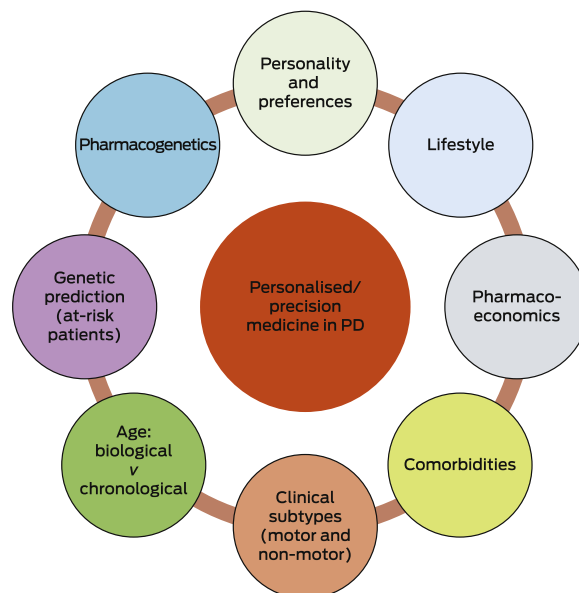 Personality
and
preferences
Lifestyle
Pharmaco-
economics
Comorbidities
Clinical
subtypes
(motor and
non-motor)
Age:
biological
v
chronological
Genetic
prediction
(at-risk
patients)
Pharmacogenetics
Personalised/
precision
medicine in PD